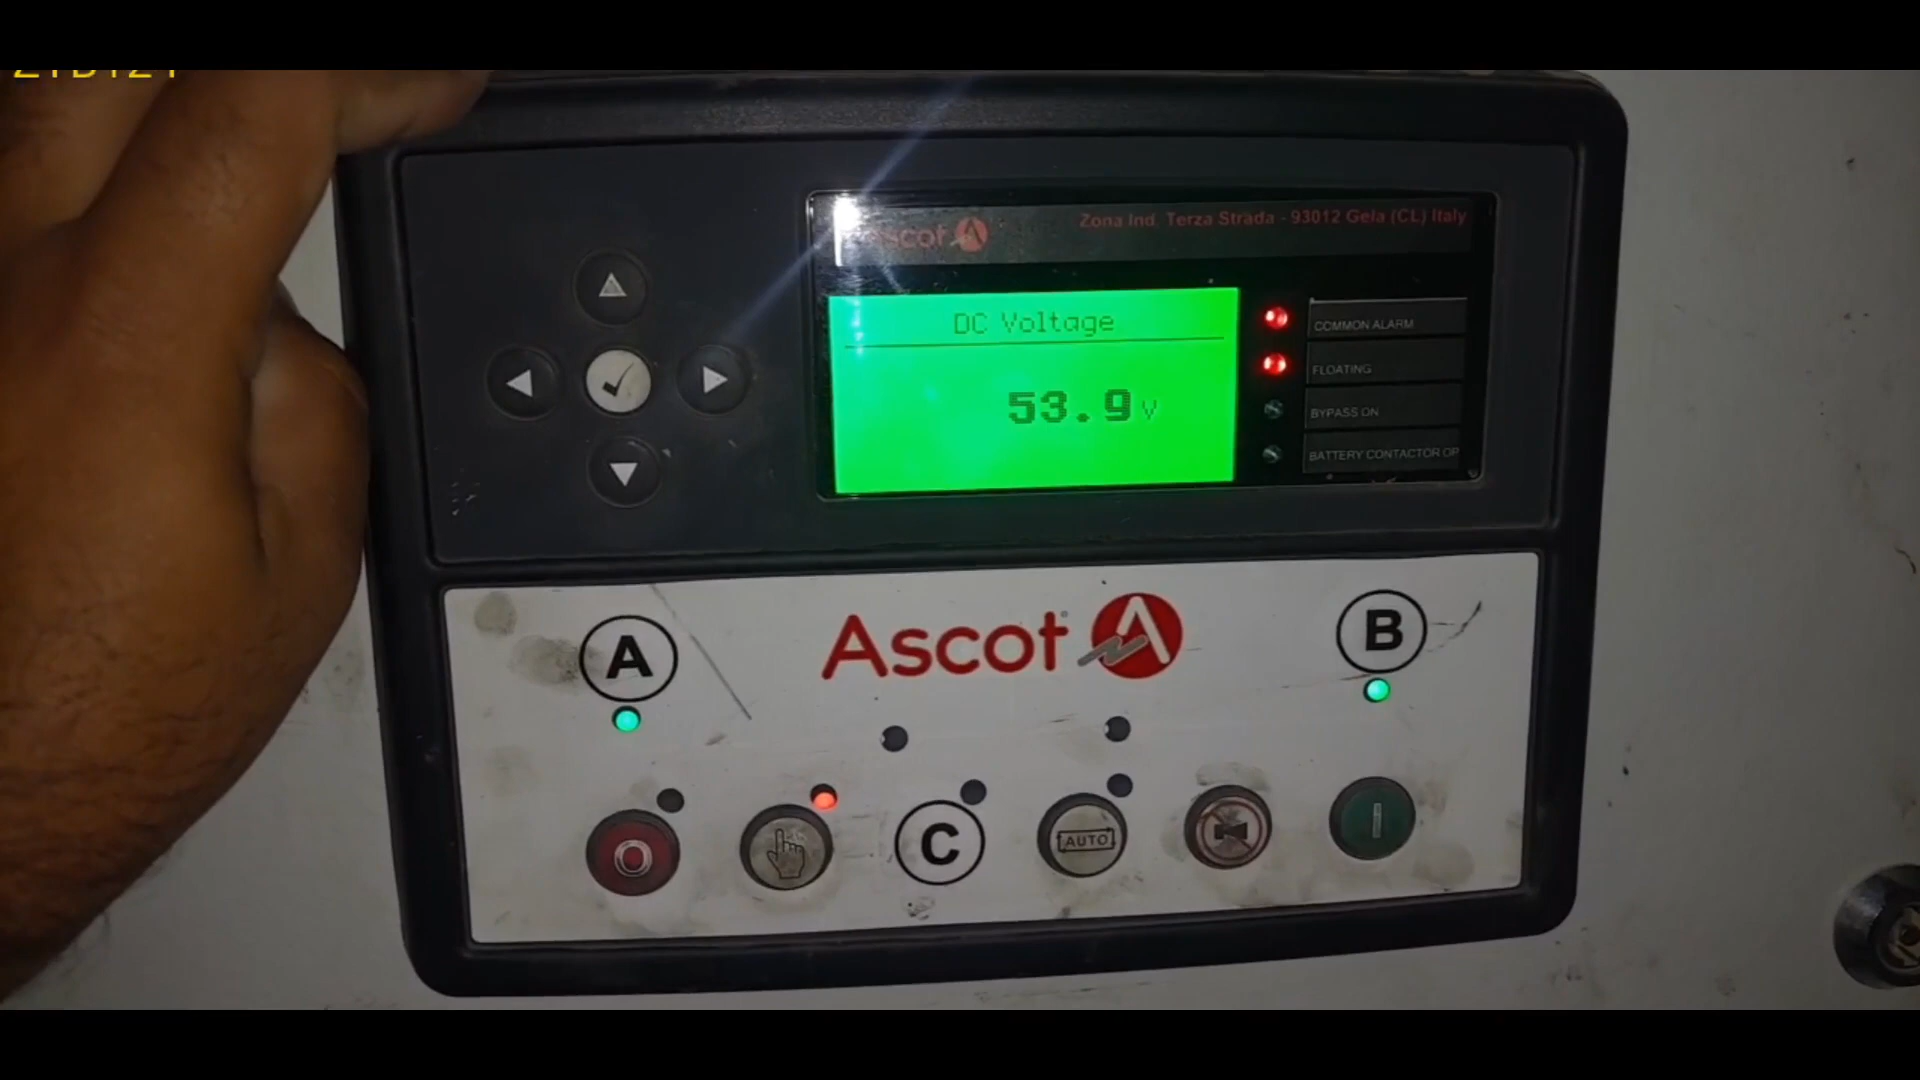 Ascot
Zona Ind. Terza Strada - 93012 Gela (CL) Italy
DC Voltage
53.9 V
COMMON ALARM
FLOATING
BYPASS ON
BATTERY CONTACTOR OP
A
Ascot
B
C
AUTO